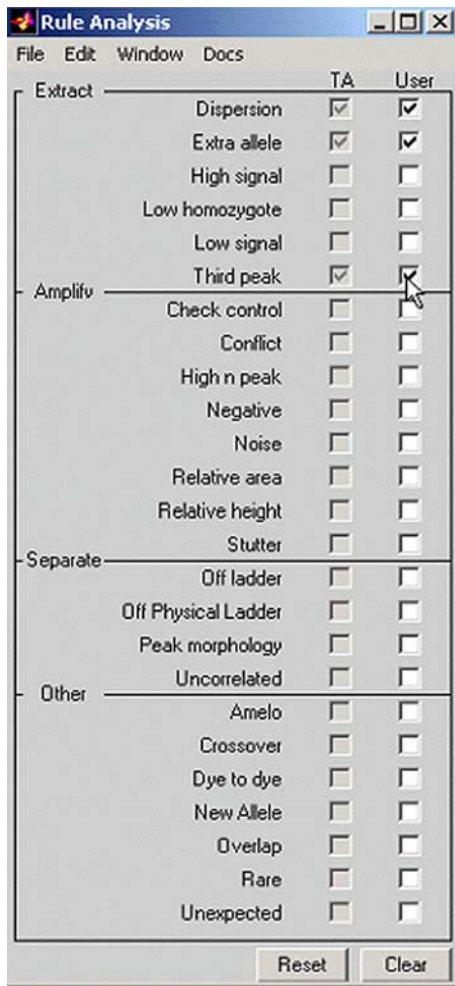 Rule Analysis
File Edit Window Docs
TA User
Extract
Dispersion
Extra allele
High signal
Low homozygote
Low signal
Third peak
Amplify
Check control
Conflict
High n peak
Negative
Noise
Relative area
Relative height
Stutter
Separate
Off ladder
Off Physical Ladder
Peak morphology
Uncorrelated
Other
Amelo
Crossover
Dye to dye
New Allele
Overlap
Rare
Unexpected
Reset Clear